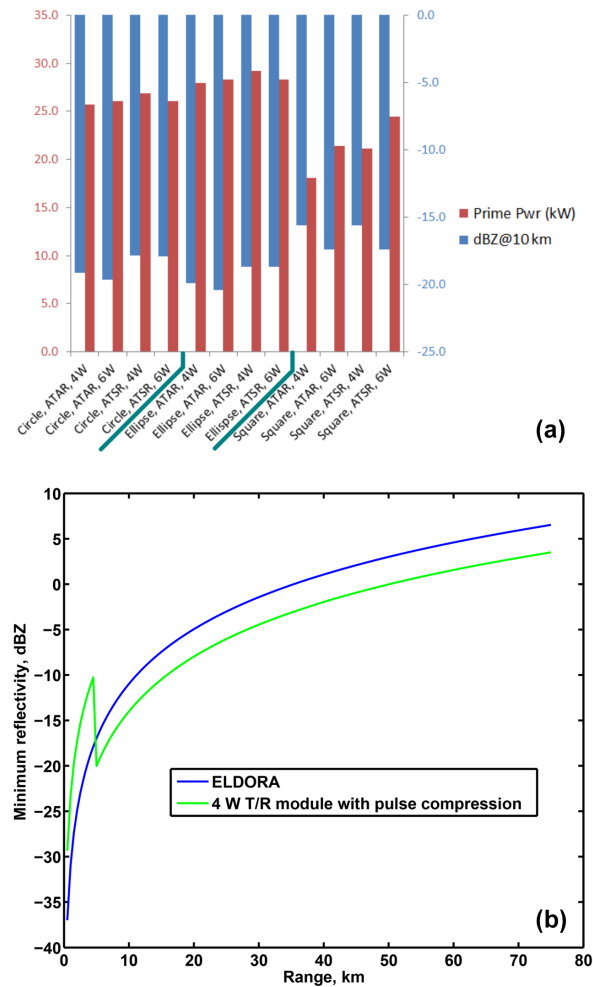 35.0
30.0
25.0
20.0
15.0
10.0
5.0
0.0
0.0
-5.0
-10.0
-15.0
-20.0
-25.0
Prime Pwr (kW)
dBZ@10 km
Circle, ATAR, 4W
Circle, ATAR, 6W
Circle, ATSR, 4W
Circle, ATSR, 6W
Ellipse, ATAR, 4W
Ellipse, ATAR, 6W
Ellipse, ATSR, 4W
Ellispse, ATSR, 6W
Square, ATAR, 4W
Square, ATAR, 6W
Square, ATSR, 4W
Square, ATSR, 6W
(a)
10
5
0
−5
−10
−15
−20
−25
−30
−35
−40
Minimum reflectivity, dBZ
ELDORA
4 W T/R module with pulse compression
(b)
0
10
20
30
40
50
60
70
80
Range, km